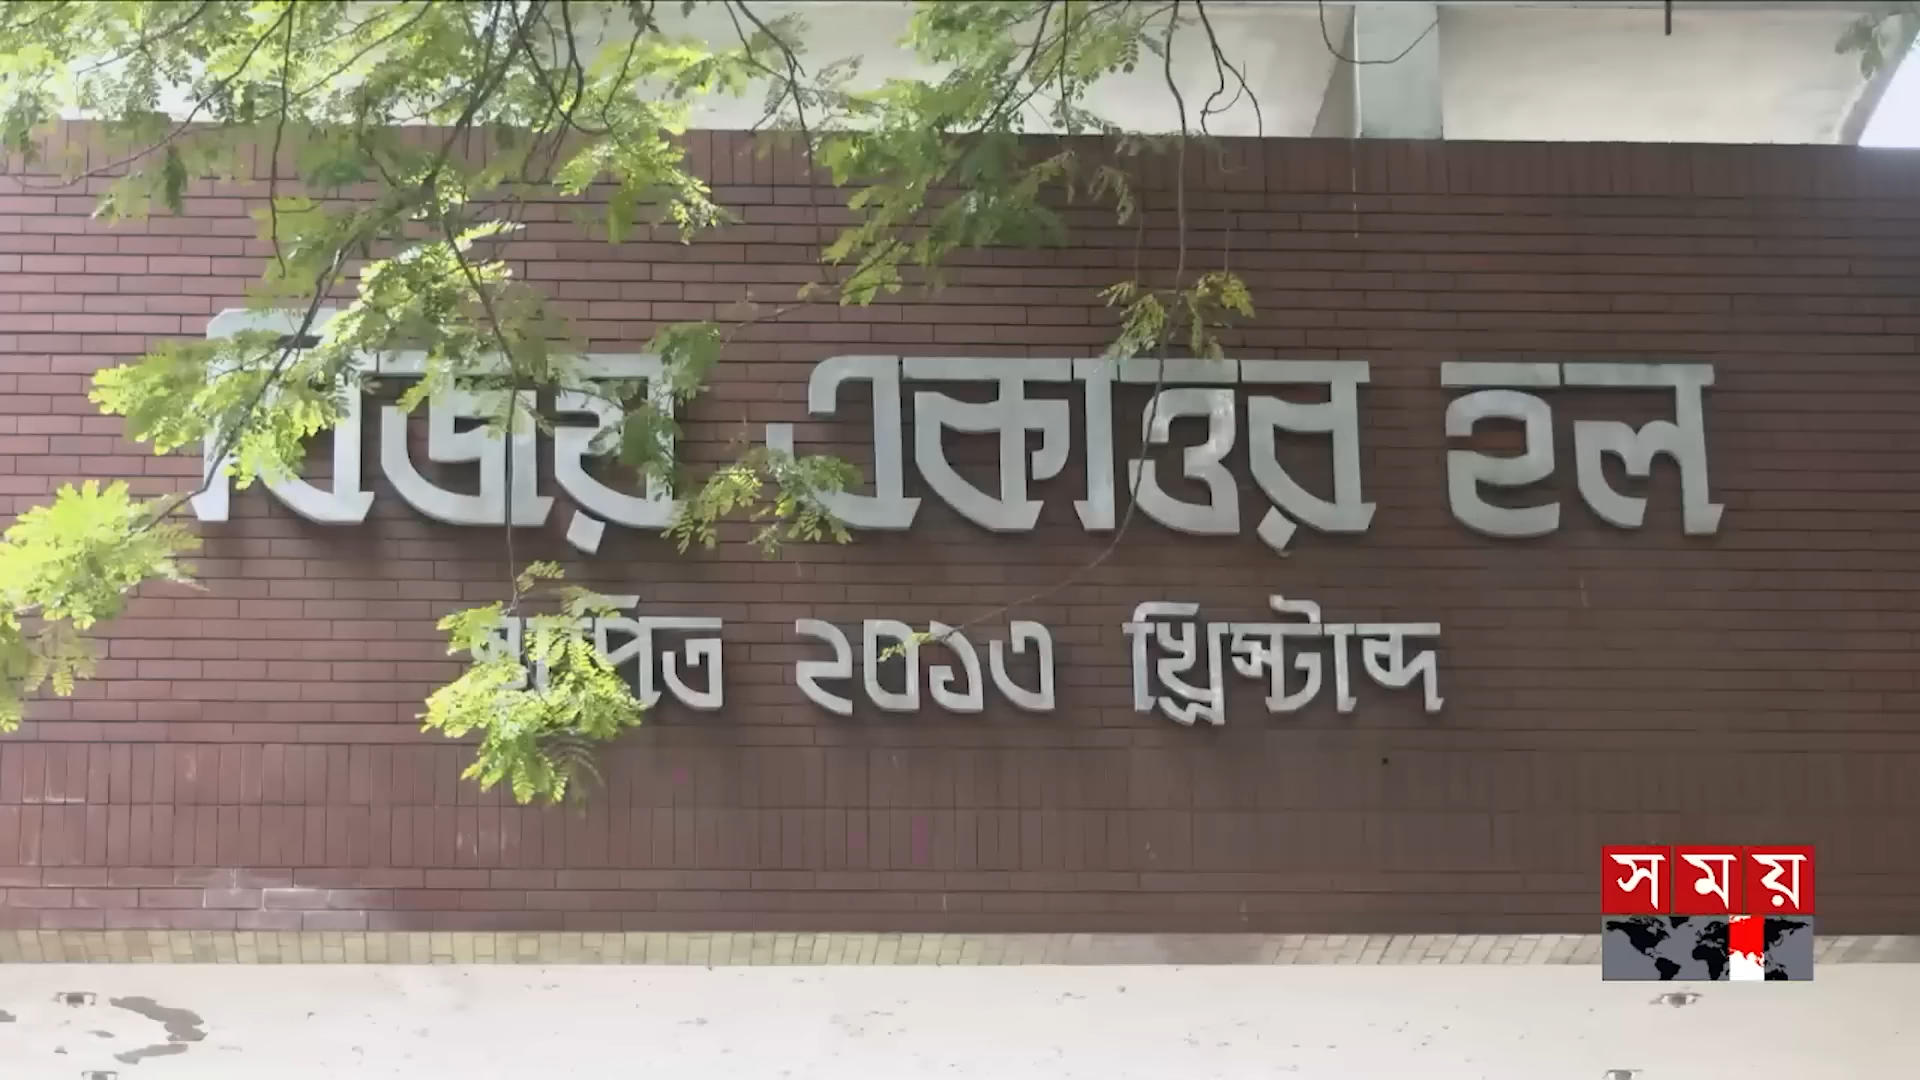 বিজয় একাত্তর হল
স্থাপিত ২০১৩ খ্রিস্টাব্দ
সময়